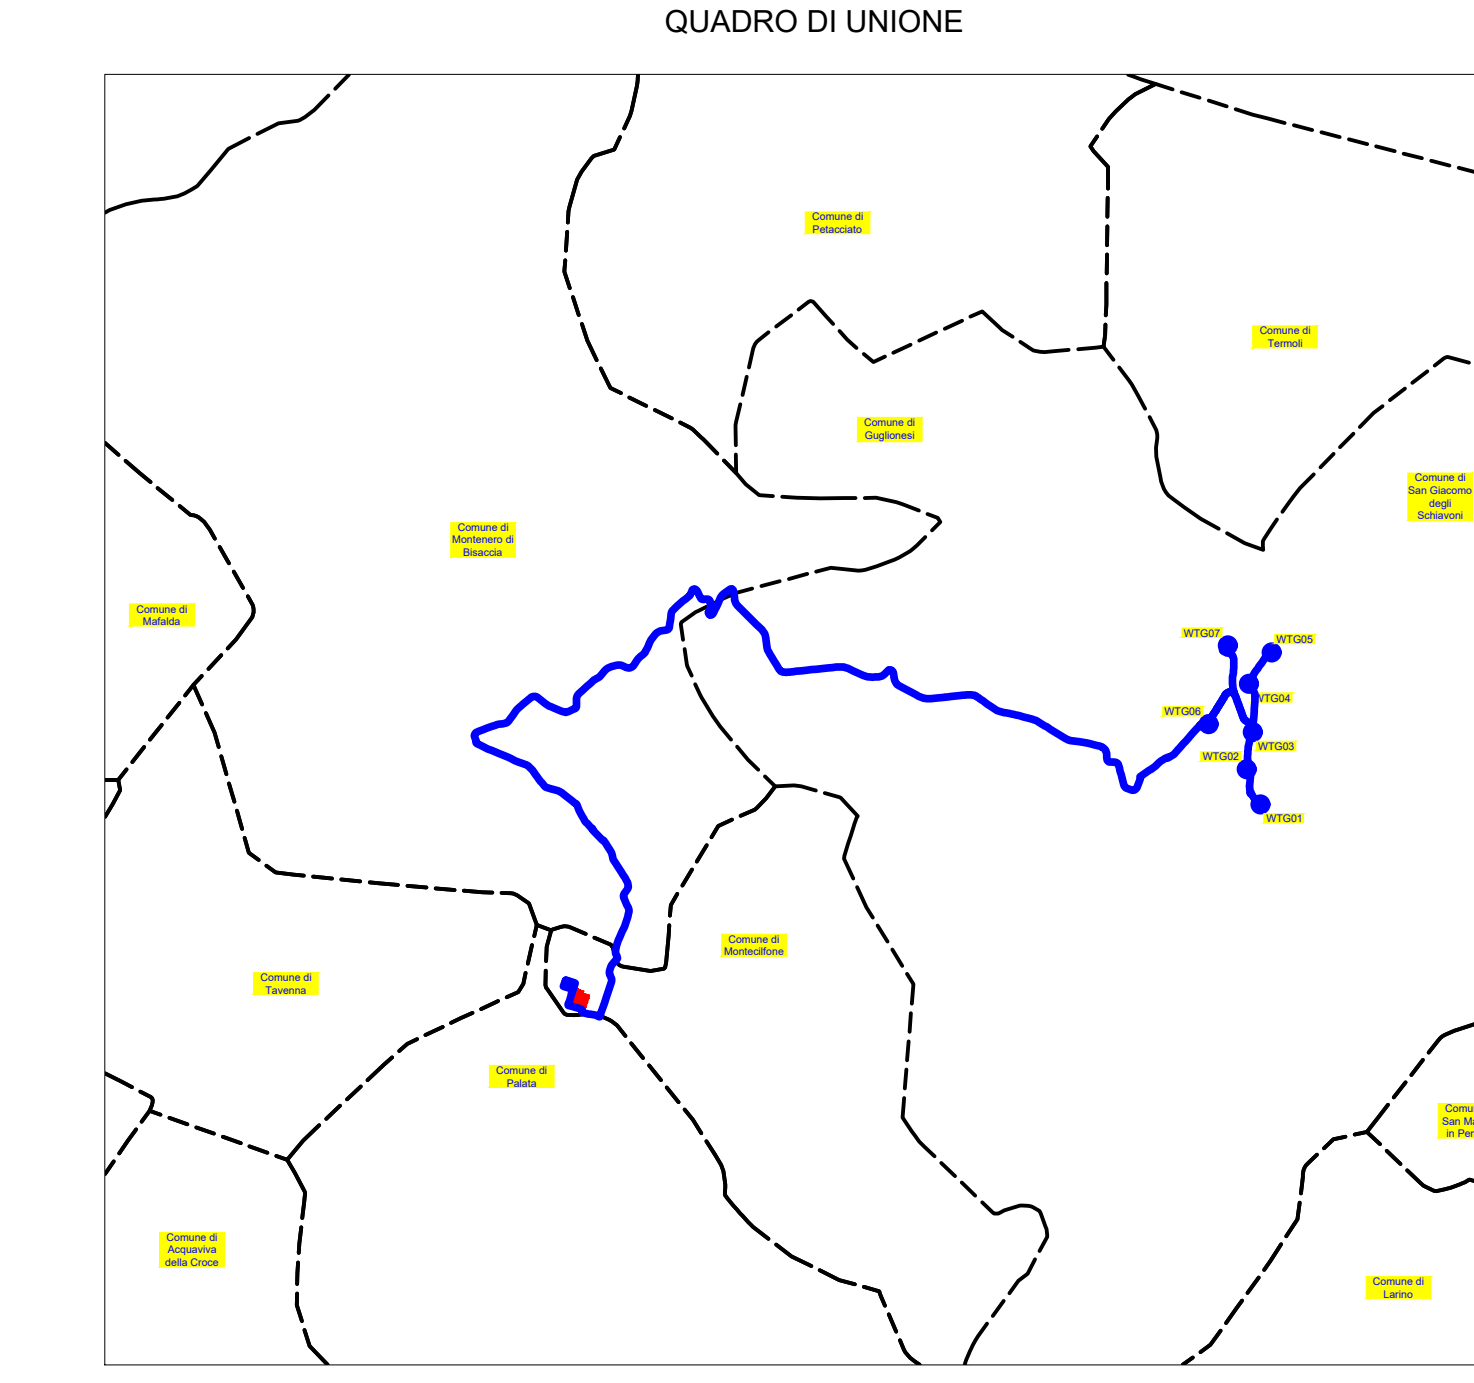 QUADRO DI UNIONE
Comune di
Petacciato
Comune di
Termoli
Comune di
Guglionesi
Comune di
San Giacomo
degli
Schiavoni
Comune di
Montenero di
Bisaccia
Comune di
Mafalda
WTG07
WTG05
WTG04
WTG06
WTG03
WTG02
WTG01
Comune di
Montecilfone
Comune di
Tavenna
Comune di
Palata
San
in
Comune di
Acquaviva
della Croce
Comune di
Larino